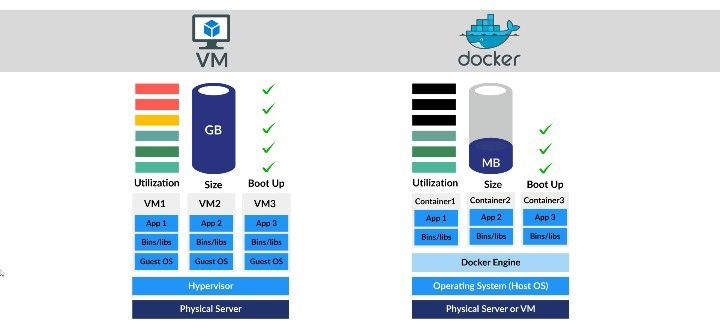 VM
docker
GB
Utilization Size Boot Up
VM1 VM2 VM3
App 1 App 2 App 3
Bins/libs Bins/libs Bins/libs
Guest OS Guest OS Guest OS
Hypervisor
Physical Server
MB
Utilization Size Boot Up
Container1 Container2 Container3
App 1 App 2 App 3
Bins/libs Bins/libs Bins/libs
Docker Engine
Operating System (Host OS)
Physical Server or VM